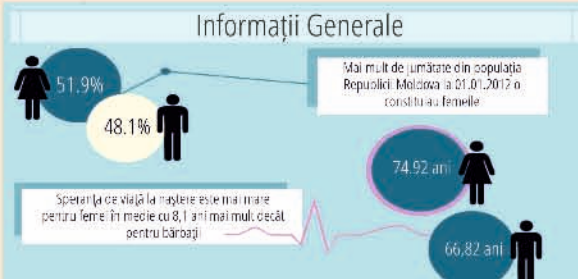 Informații Generale
51.9%
48.1%
Mai mult de jumătate din populația
Republicii Moldova la 01.01.2012 o
constituiau femeile
74.92 ani
Speranța de viață la naștere este mai mare
pentru femei în medie cu 8,1 ani mai mult decât
pentru bărbați
66,82 ani